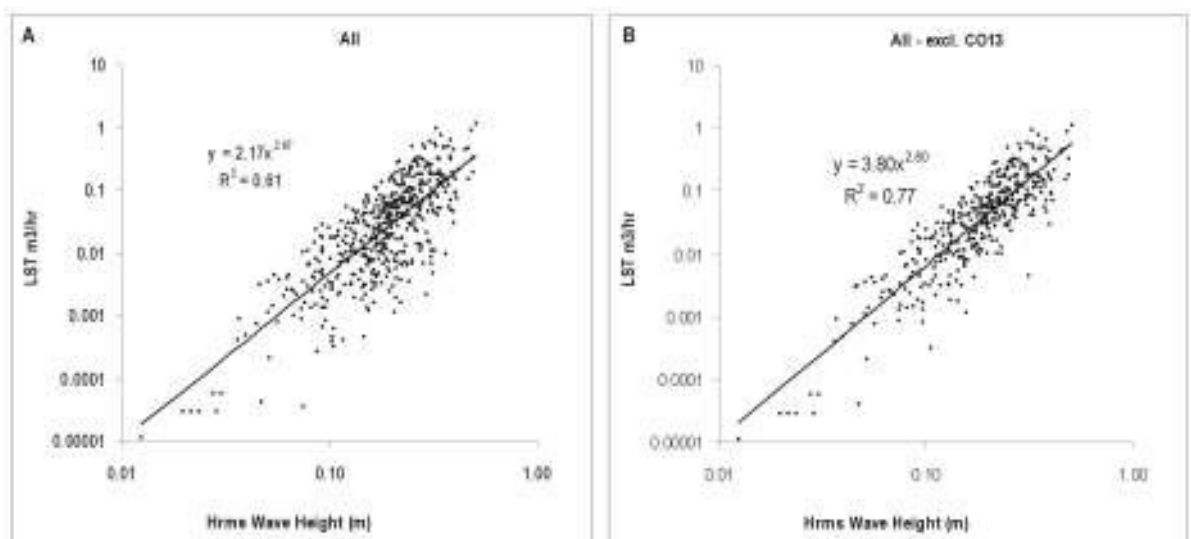 A
All
10
1
0.1
0.01
0.001
0.0001
0.00001
LST m3/hr
y = 2.17x
R² = 0.61
0.01
0.10
1.00
Hrms Wave Height (m)
B
All - excl. CO13
10
1
0.1
0.01
0.001
0.0001
0.00001
LST m3/hr
y = 3.80x^2.80
R² = 0.77
0.01
0.10
1.00
Hrms Wave Height (m)